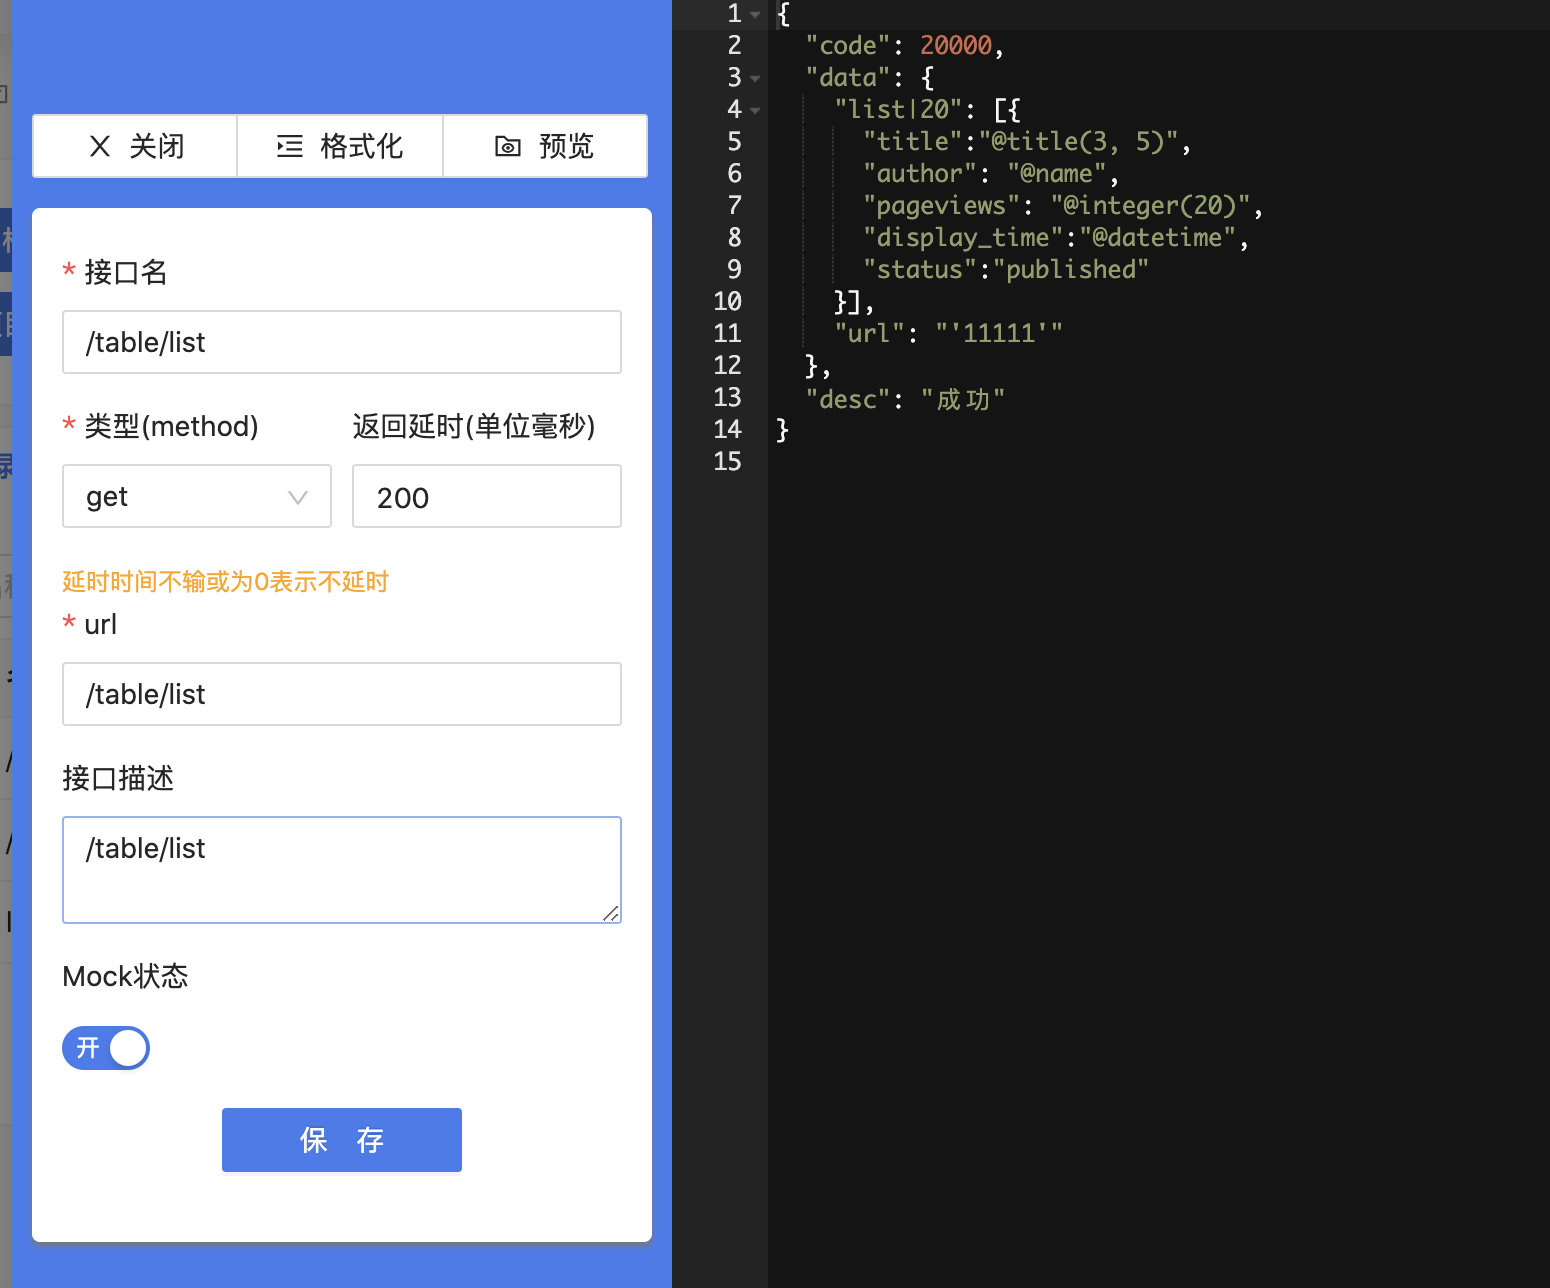 关闭 格式化 预览
* 接口名
/table/list
* 类型(method) 返回延时(单位毫秒)
get 200
延时时间不输或为0表示不延时
* url
/table/list
接口描述
/table/list
Mock状态
开
保 存
1 {
2 "code": 20000,
3 "data": {
4 "list|20": [{
5 "title":"@title(3, 5)",
6 "author": "@name",
7 "pageviews": "@integer(20)",
8 "display_time":"@datetime",
9 "status":"published"
10 }],
11 "url": "'11111'"
12 },
13 "desc": "成功"
14 }
15